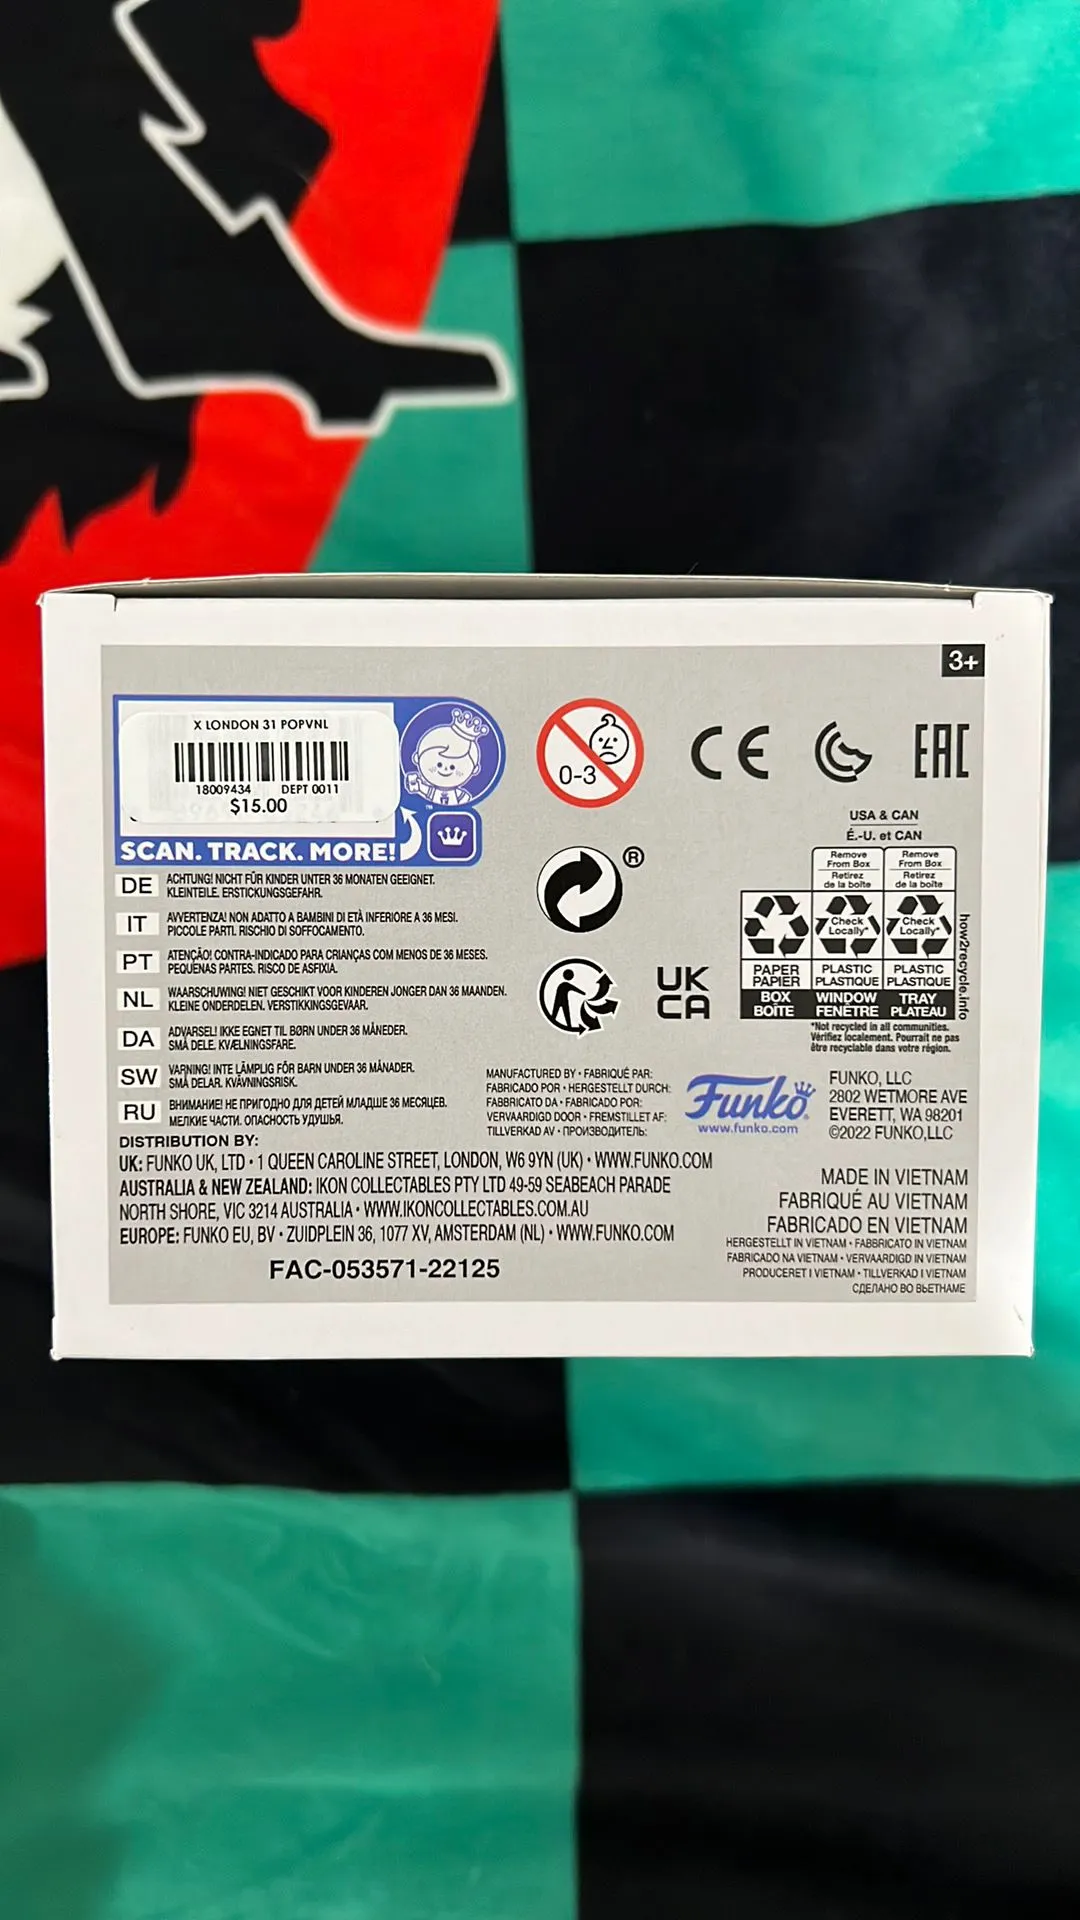 3+
X LONDON 31 POPVNL
18009434 DEPT 0011
$15.00
SCAN. TRACK. MORE!
TM
0-3
CE
EAC
®
UK
CA
USA & CAN
É.-U. et CAN
Remove From Box
Retirez de la boîte
Remove From Box
Retirez de la boîte
Check Locally*
Check Locally*
PAPER
PAPIER
PLASTIC
PLASTIQUE
PLASTIC
PLASTIQUE
BOX
BOÎTE
WINDOW
FENÊTRE
TRAY
PLATEAU
how2recycle.info
*Not recycled in all communities.
Vérifiez localement. Pourrait ne pas
être recyclable dans votre région.
DE ACHTUNG! NICHT FÜR KINDER UNTER 36 MONATEN GEEIGNET.
KLEINTEILE. ERSTICKUNGSGEFAHR.
IT AVVERTENZA! NON ADATTO A BAMBINI DI ETÀ INFERIORE A 36 MESI.
PICCOLE PARTI. RISCHIO DI SOFFOCAMENTO.
PT ATENÇÃO! CONTRA-INDICADO PARA CRIANÇAS COM MENOS DE 36 MESES.
PEQUENAS PARTES. RISCO DE ASFIXIA.
NL WAARSCHUWING! NIET GESCHIKT VOOR KINDEREN JONGER DAN 36 MAANDEN.
KLEINE ONDERDELEN. VERSTIKKINGSGEVAAR.
DA ADVARSEL! IKKE EGNET TIL BØRN UNDER 36 MÅNEDER.
SMÅ DELE. KVÆLNINGSFARE.
SW VARNING! INTE LÄMPLIG FÖR BARN UNDER 36 MÅNADER.
SMÅ DELAR. KVÄVNINGSRISK.
RU ВНИМАНИЕ! НЕ ПРИГОДНО ДЛЯ ДЕТЕЙ МЛАДШЕ 36 МЕСЯЦЕВ.
МЕЛКИЕ ЧАСТИ. ОПАСНОСТЬ УДУШЬЯ.
MANUFACTURED BY • FABRIQUÉ PAR:
FABRICADO POR • HERGESTELLT DURCH:
FABBRICATO DA • FABRICADO POR:
VERVAARDIGD DOOR • FREMSTILLET AF:
TILLVERKAD AV • ПРОИЗВОДИТЕЛЬ:
Funko®
www.funko.com
FUNKO, LLC
2802 WETMORE AVE
EVERETT, WA 98201
©2022 FUNKO,LLC
DISTRIBUTION BY:
UK: FUNKO UK, LTD • 1 QUEEN CAROLINE STREET, LONDON, W6 9YN (UK) • WWW.FUNKO.COM
AUSTRALIA & NEW ZEALAND: IKON COLLECTABLES PTY LTD 49-59 SEABEACH PARADE
NORTH SHORE, VIC 3214 AUSTRALIA • WWW.IKONCOLLECTABLES.COM.AU
EUROPE: FUNKO EU, BV • ZUIDPLEIN 36, 1077 XV, AMSTERDAM (NL) • WWW.FUNKO.COM
FAC-053571-22125
MADE IN VIETNAM
FABRIQUÉ AU VIETNAM
FABRICADO EN VIETNAM
HERGESTELLT IN VIETNAM • FABBRICATO IN VIETNAM
FABRICADO NA VIETNAM • VERVAARDIGD IN VIETNAM
PRODUCERET I VIETNAM • TILLVERKAD I VIETNAM
СДЕЛАНО ВО ВЬЕТНАМЕ